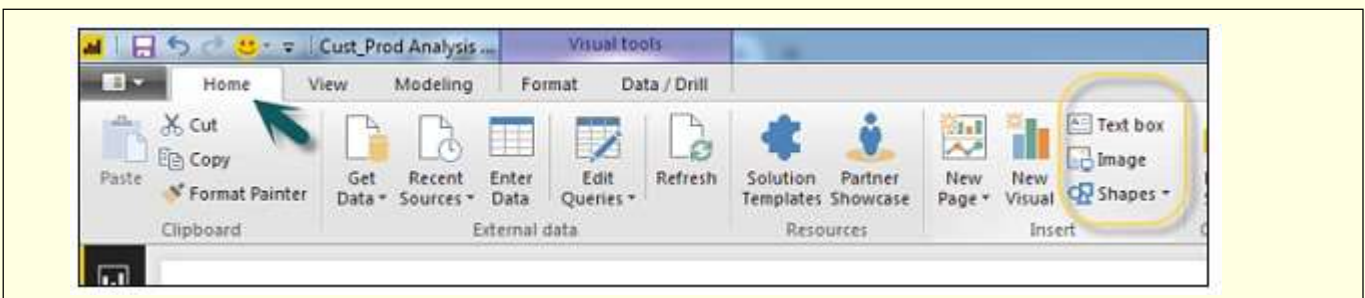 Cust_Prod Analysis ...
Visual tools
Home
View
Modeling
Format
Data / Drill
Paste
Cut
Copy
Format Painter
Get
Data
Recent
Sources
Enter
Data
Edit
Queries
Refresh
Solution
Templates
Partner
Showcase
New
Page
New
Visual
Text box
Image
Shapes
Clipboard
External data
Resources
Insert